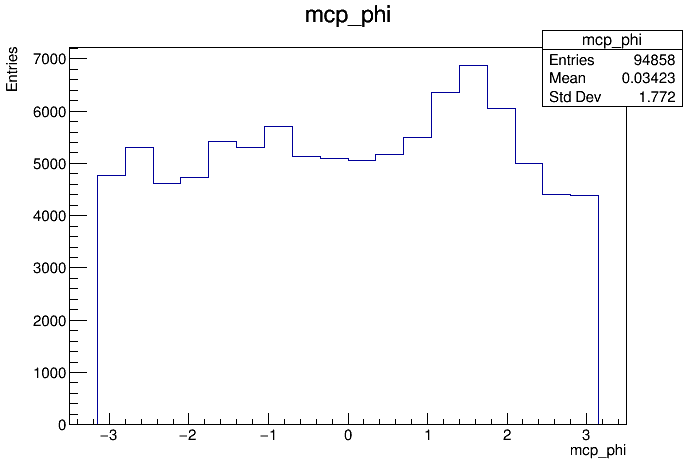 mcp_phi
mcp_phi
Entries 94858
Mean 0.03423
Std Dev 1.772
Entries
7000
6000
5000
4000
3000
2000
1000
0
−3 −2 −1 0 1 2 3
mcp_phi